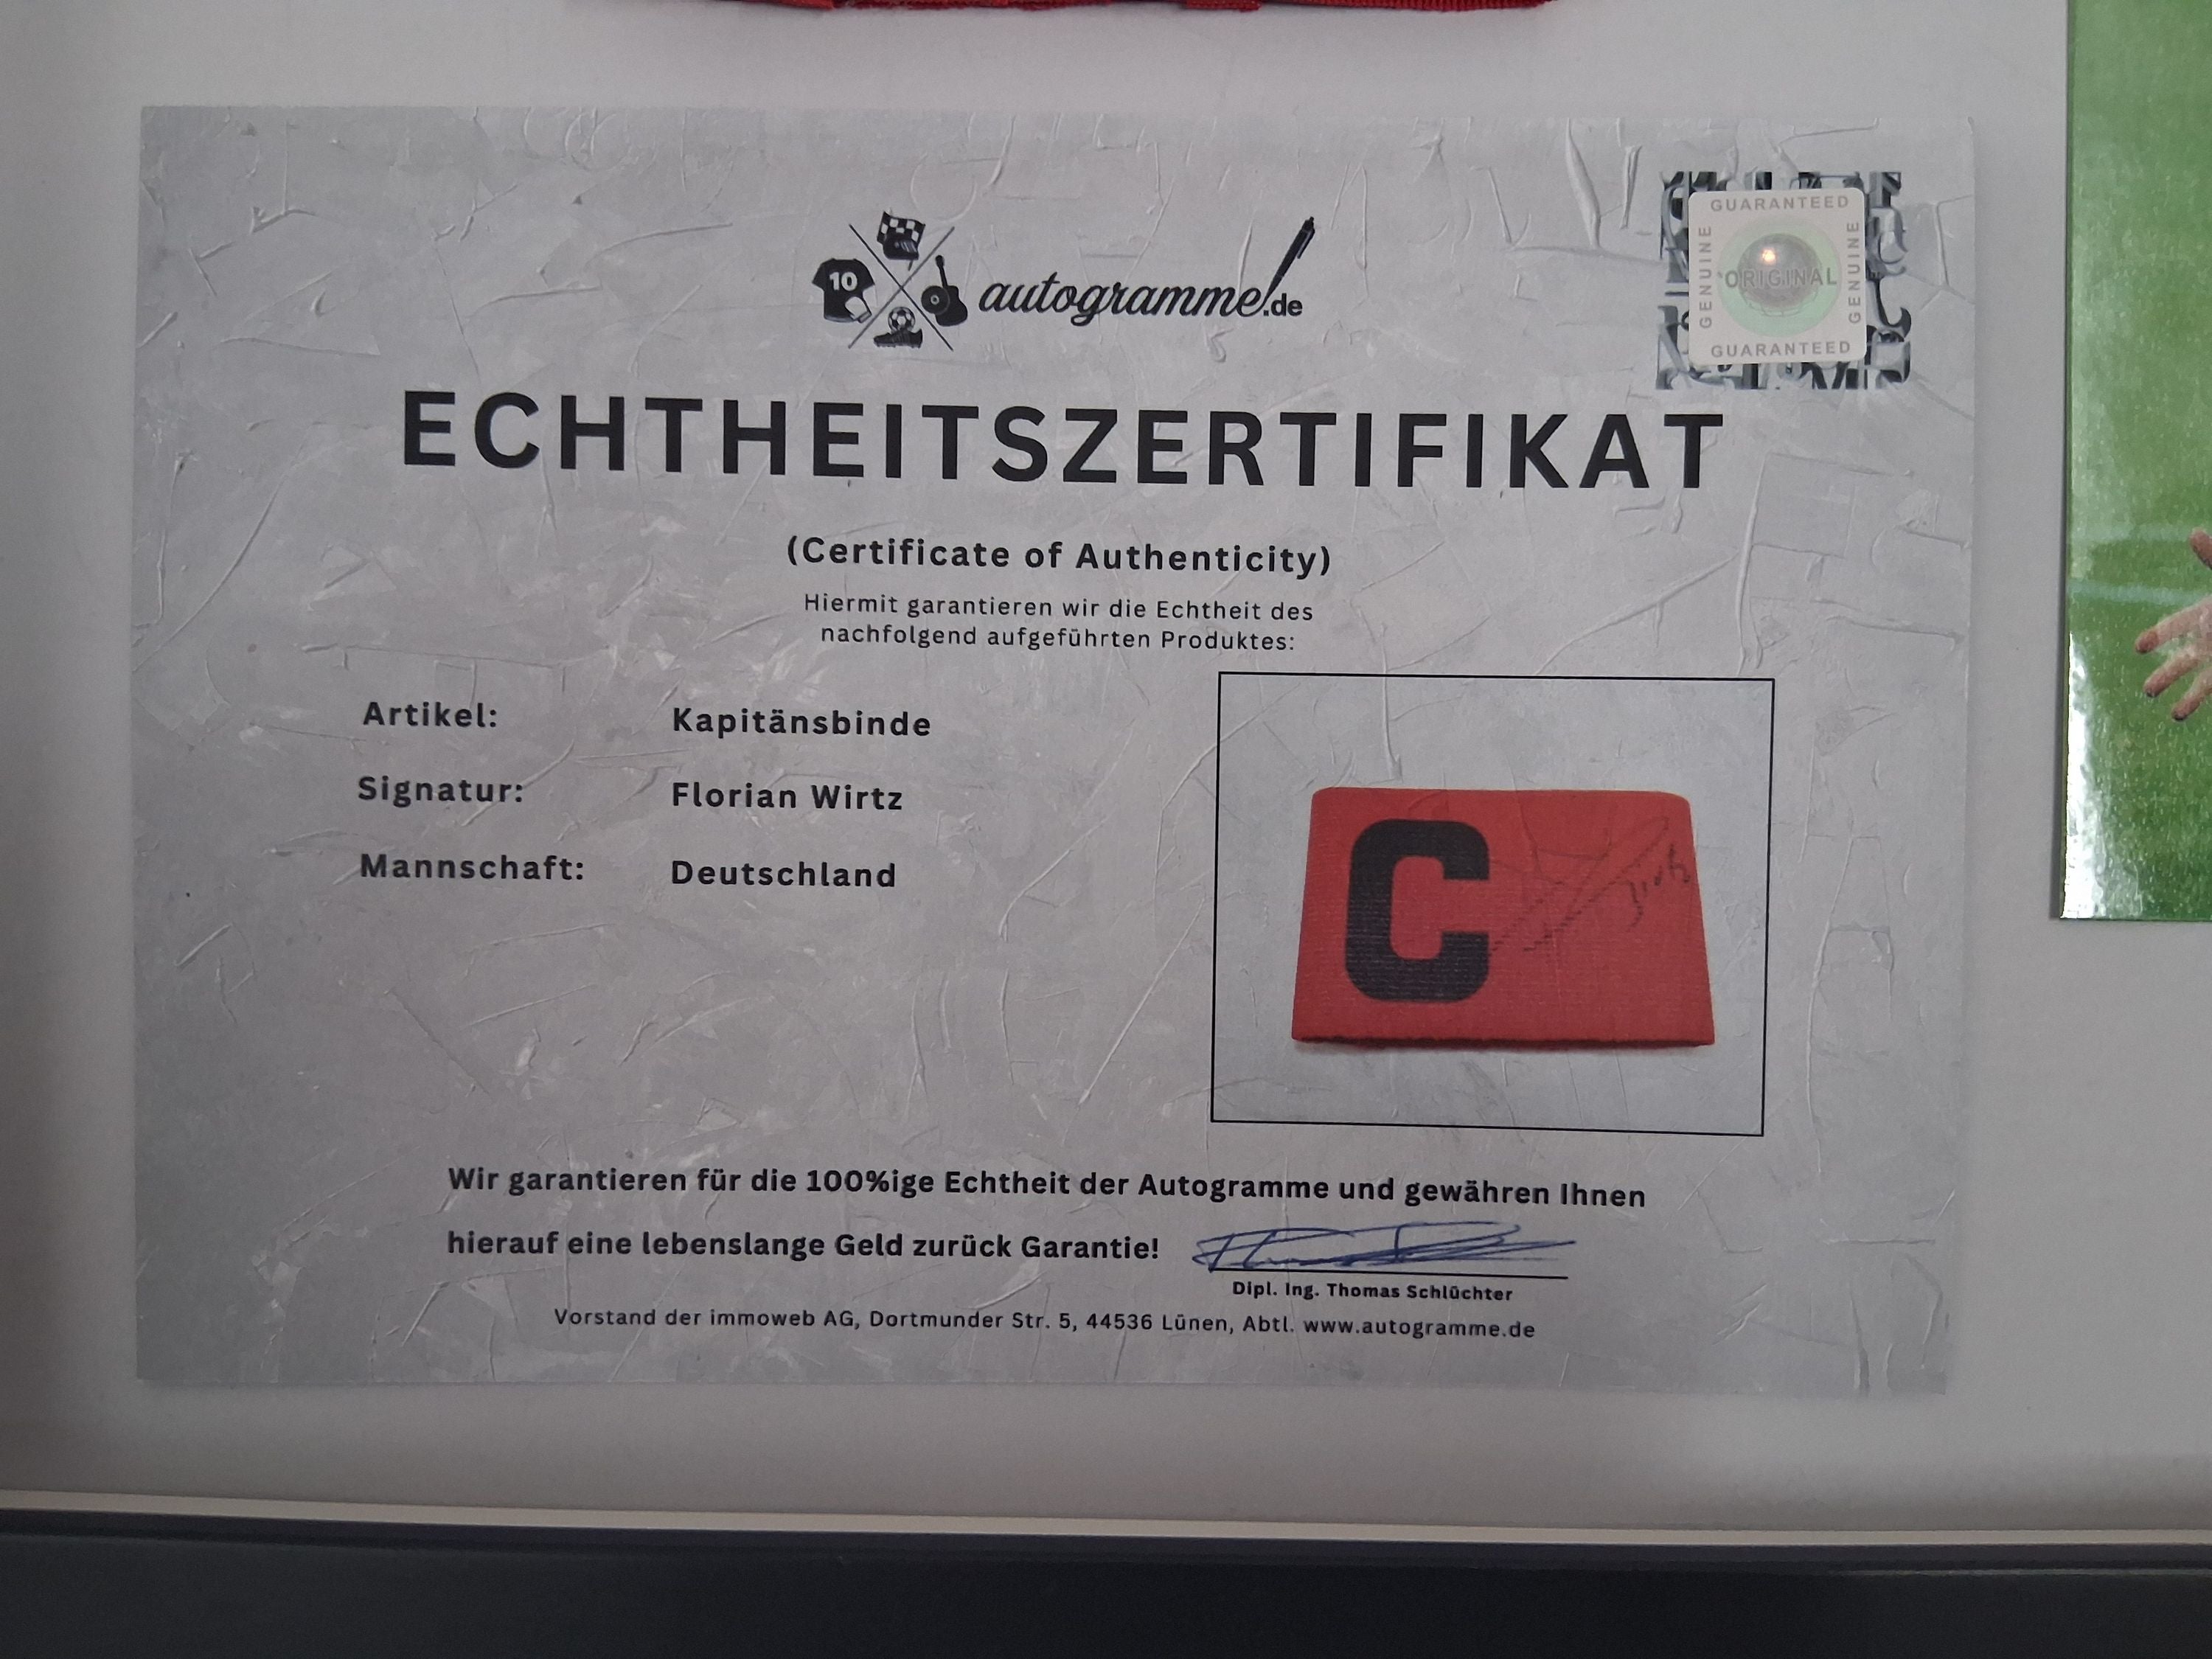 10
autogramme.de
GUARANTEED
GENUINE
ORIGINAL
GENUINE
GUARANTEED
ECHTHEITSZERTIFIKAT
(Certificate of Authenticity)
Hiermit garantieren wir die Echtheit des
nachfolgend aufgeführten Produktes:
Artikel: Kapitänsbinde
Signatur: Florian Wirtz
Mannschaft: Deutschland
C
Wirtz
Wir garantieren für die 100%ige Echtheit der Autogramme und gewähren Ihnen
hierauf eine lebenslange Geld zurück Garantie!
Dipl. Ing. Thomas Schlüchter
Vorstand der immoweb AG, Dortmunder Str. 5, 44536 Lünen, Abtl. www.autogramme.de